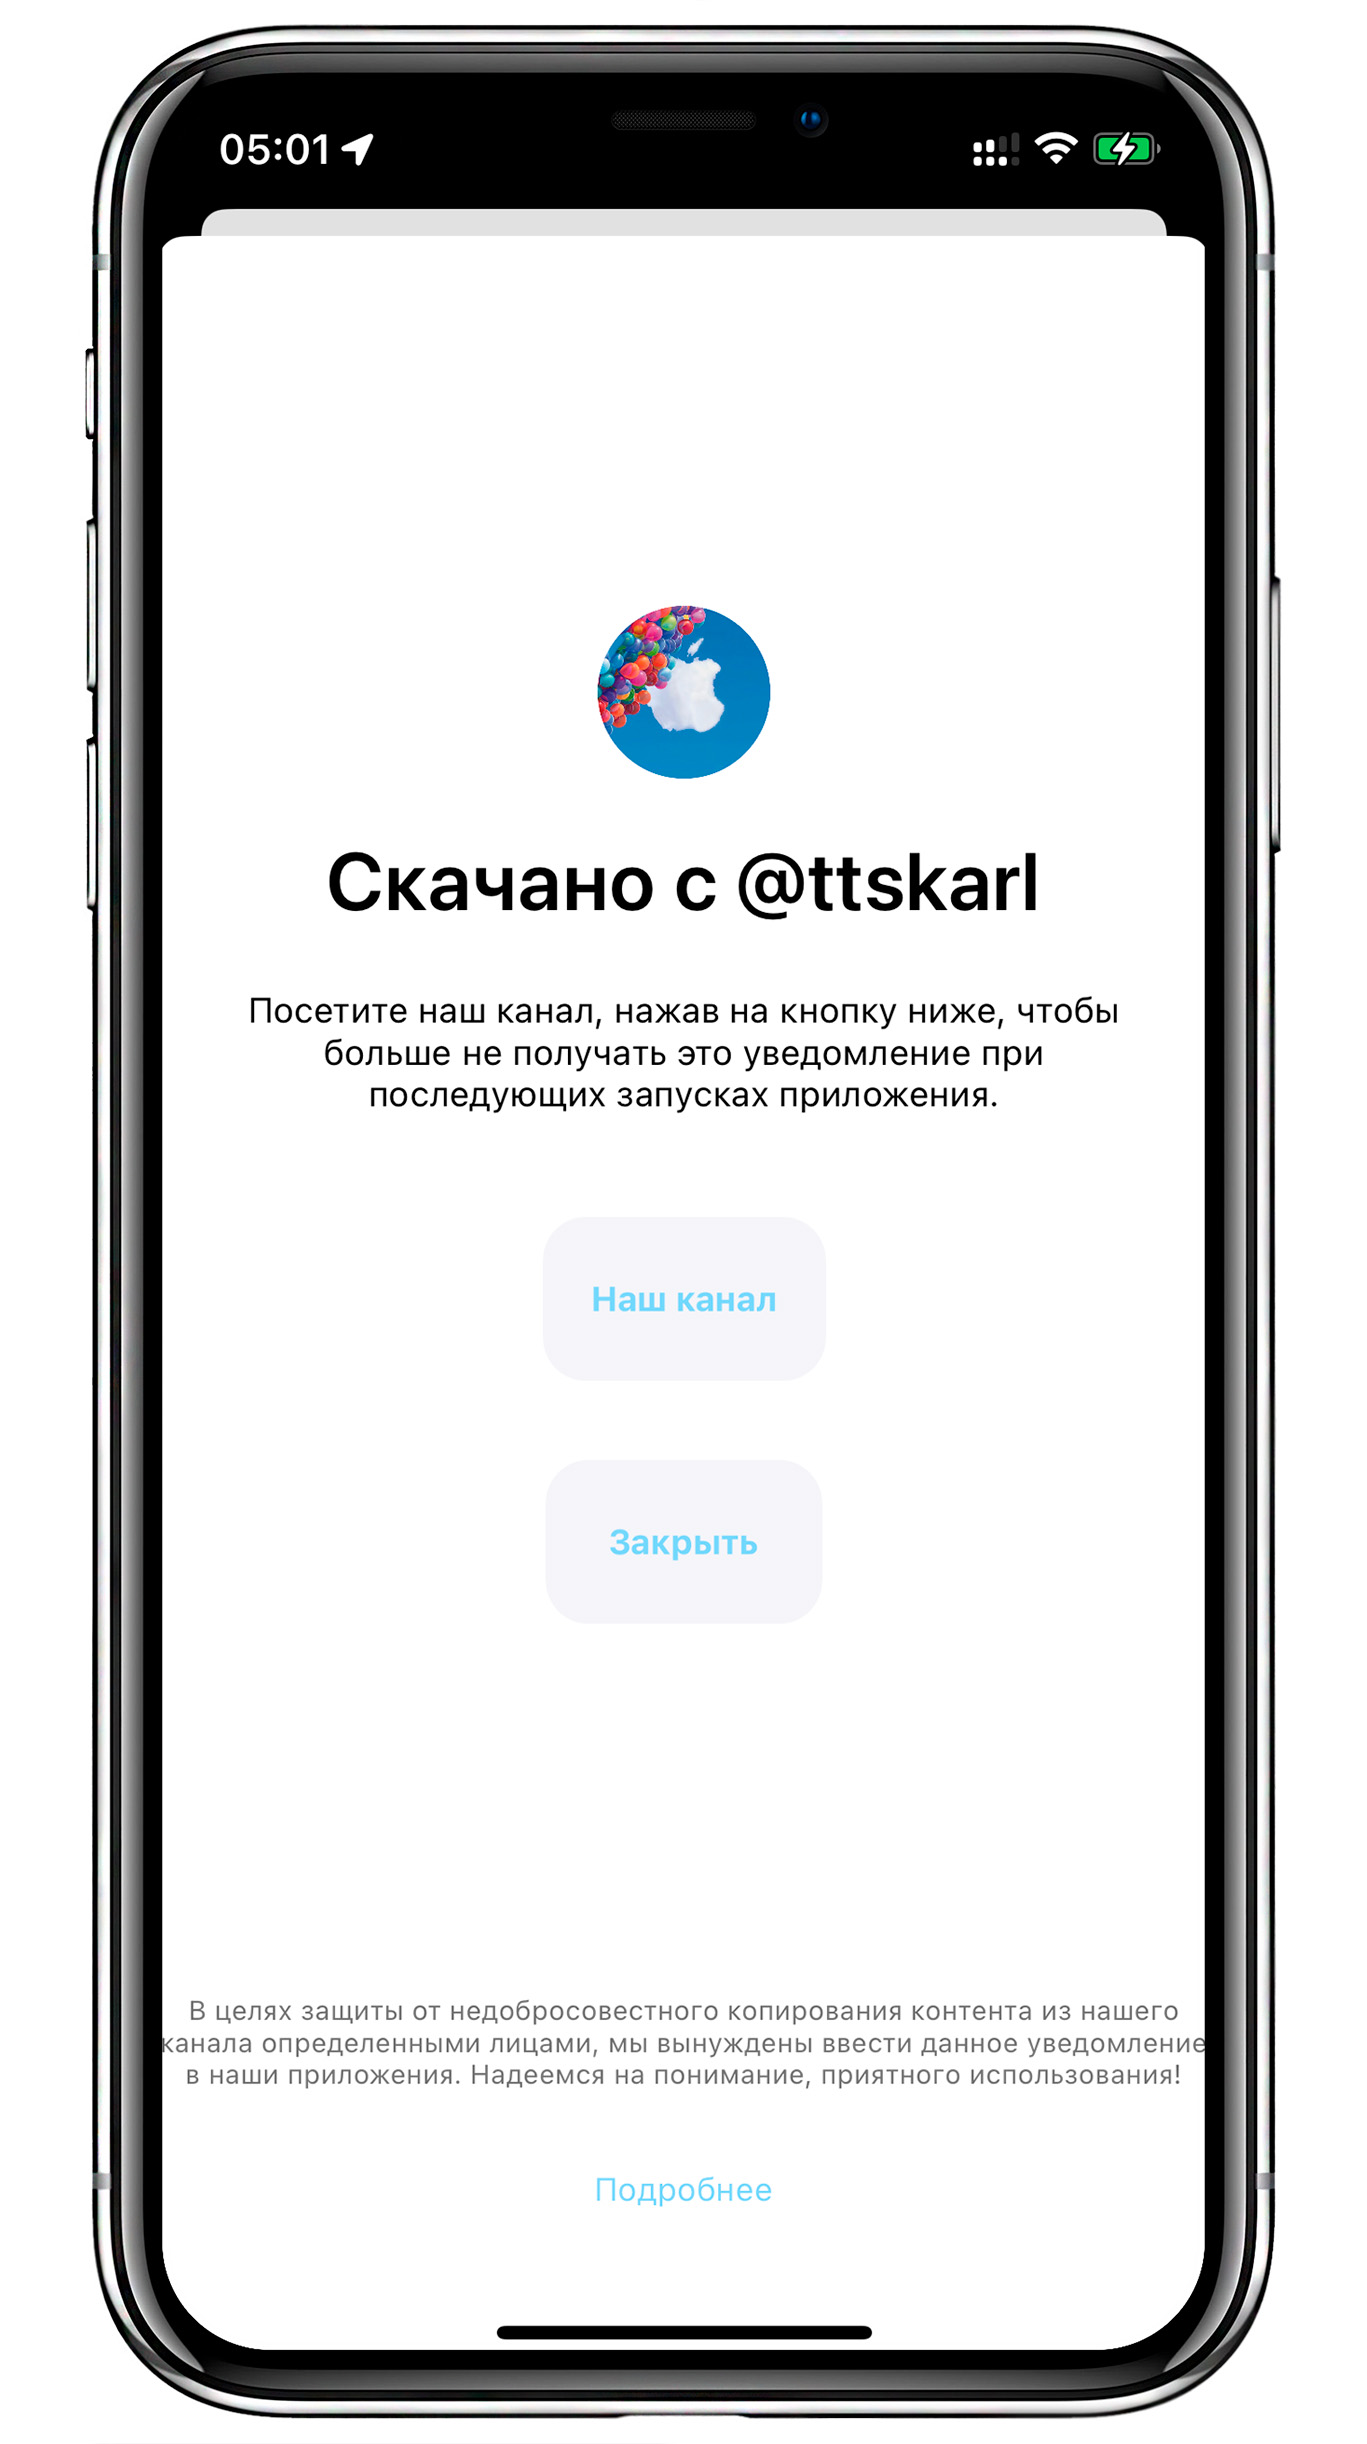 05:01
Скачано с @ttskarl
Посетите наш канал, нажав на кнопку ниже, чтобы
больше не получать это уведомление при
последующих запусках приложения.
Наш канал
Закрыть
В целях защиты от недобросовестного копирования контента из нашего
канала определенными лицами, мы вынуждены ввести данное уведомление
в наши приложения. Надеемся на понимание, приятного использования!
Подробнее